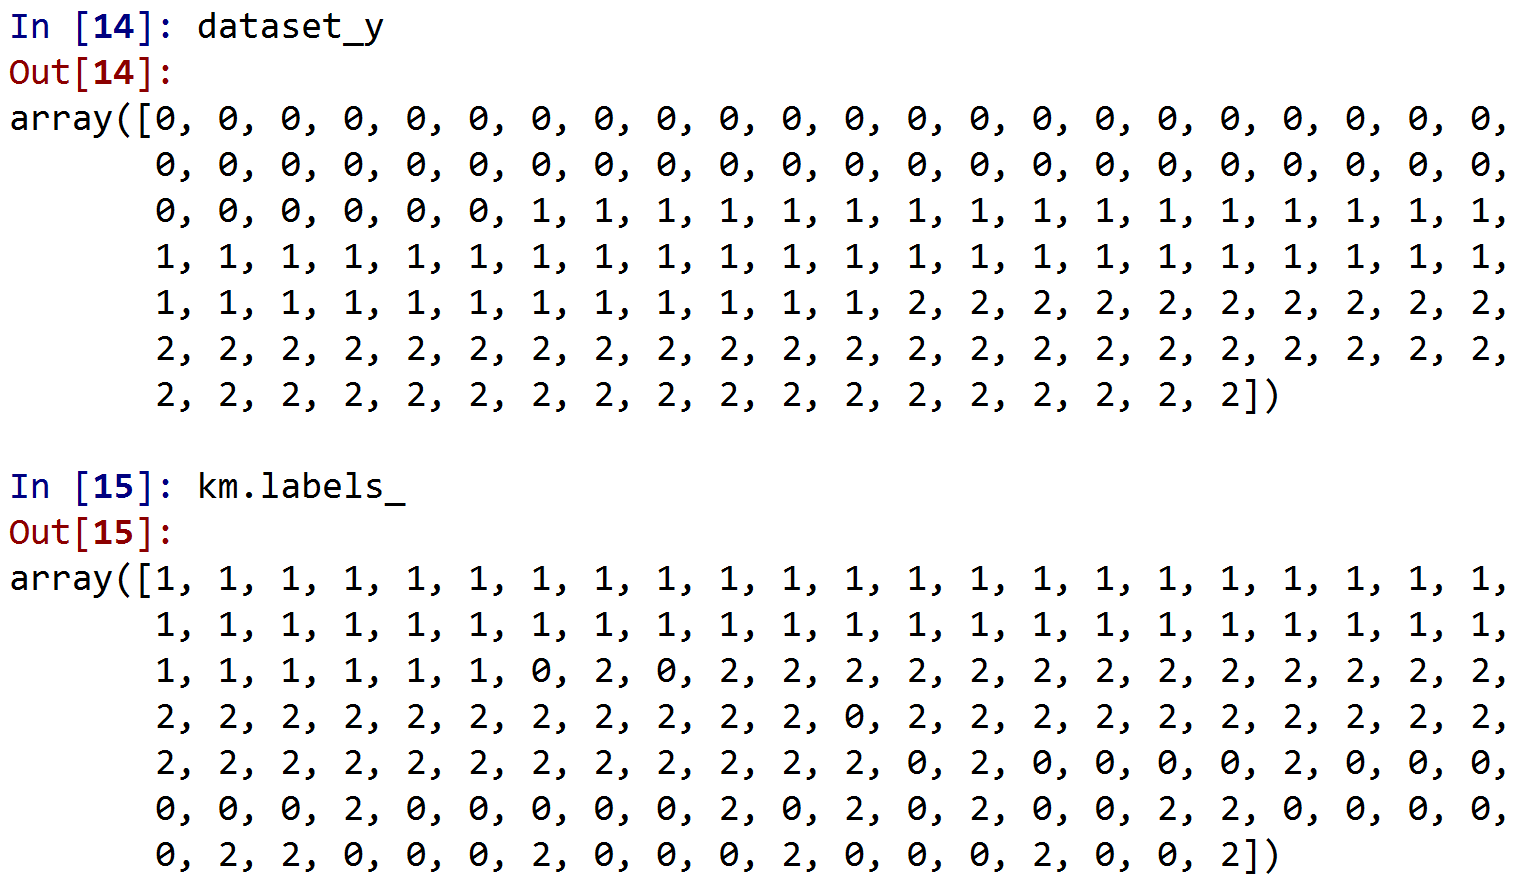 In [14]: dataset_y
Out[14]:
array([0, 0, 0, 0, 0, 0, 0, 0, 0, 0, 0, 0, 0, 0, 0, 0, 0, 0, 0, 0, 0, 0,
0, 0, 0, 0, 0, 0, 0, 0, 0, 0, 0, 0, 0, 0, 0, 0, 0, 0, 0, 0, 0, 0,
0, 0, 0, 0, 0, 0, 1, 1, 1, 1, 1, 1, 1, 1, 1, 1, 1, 1, 1, 1, 1, 1,
1, 1, 1, 1, 1, 1, 1, 1, 1, 1, 1, 1, 1, 1, 1, 1, 1, 1, 1, 1, 1, 1,
1, 1, 1, 1, 1, 1, 1, 1, 1, 1, 1, 1, 2, 2, 2, 2, 2, 2, 2, 2, 2, 2,
2, 2, 2, 2, 2, 2, 2, 2, 2, 2, 2, 2, 2, 2, 2, 2, 2, 2, 2, 2, 2, 2,
2, 2, 2, 2, 2, 2, 2, 2, 2, 2, 2, 2, 2, 2, 2, 2, 2, 2])
In [15]: km.labels_
Out[15]:
array([1, 1, 1, 1, 1, 1, 1, 1, 1, 1, 1, 1, 1, 1, 1, 1, 1, 1, 1, 1, 1, 1,
1, 1, 1, 1, 1, 1, 1, 1, 1, 1, 1, 1, 1, 1, 1, 1, 1, 1, 1, 1, 1, 1,
1, 1, 1, 1, 1, 1, 0, 2, 0, 2, 2, 2, 2, 2, 2, 2, 2, 2, 2, 2, 2, 2,
2, 2, 2, 2, 2, 2, 2, 2, 2, 2, 2, 0, 2, 2, 2, 2, 2, 2, 2, 2, 2, 2,
2, 2, 2, 2, 2, 2, 2, 2, 2, 2, 2, 2, 0, 2, 0, 0, 0, 0, 2, 0, 0, 0,
0, 0, 0, 2, 0, 0, 0, 0, 0, 2, 0, 2, 0, 2, 0, 0, 2, 2, 0, 0, 0, 0,
0, 2, 2, 0, 0, 0, 2, 0, 0, 0, 2, 0, 0, 0, 2, 0, 0, 2])